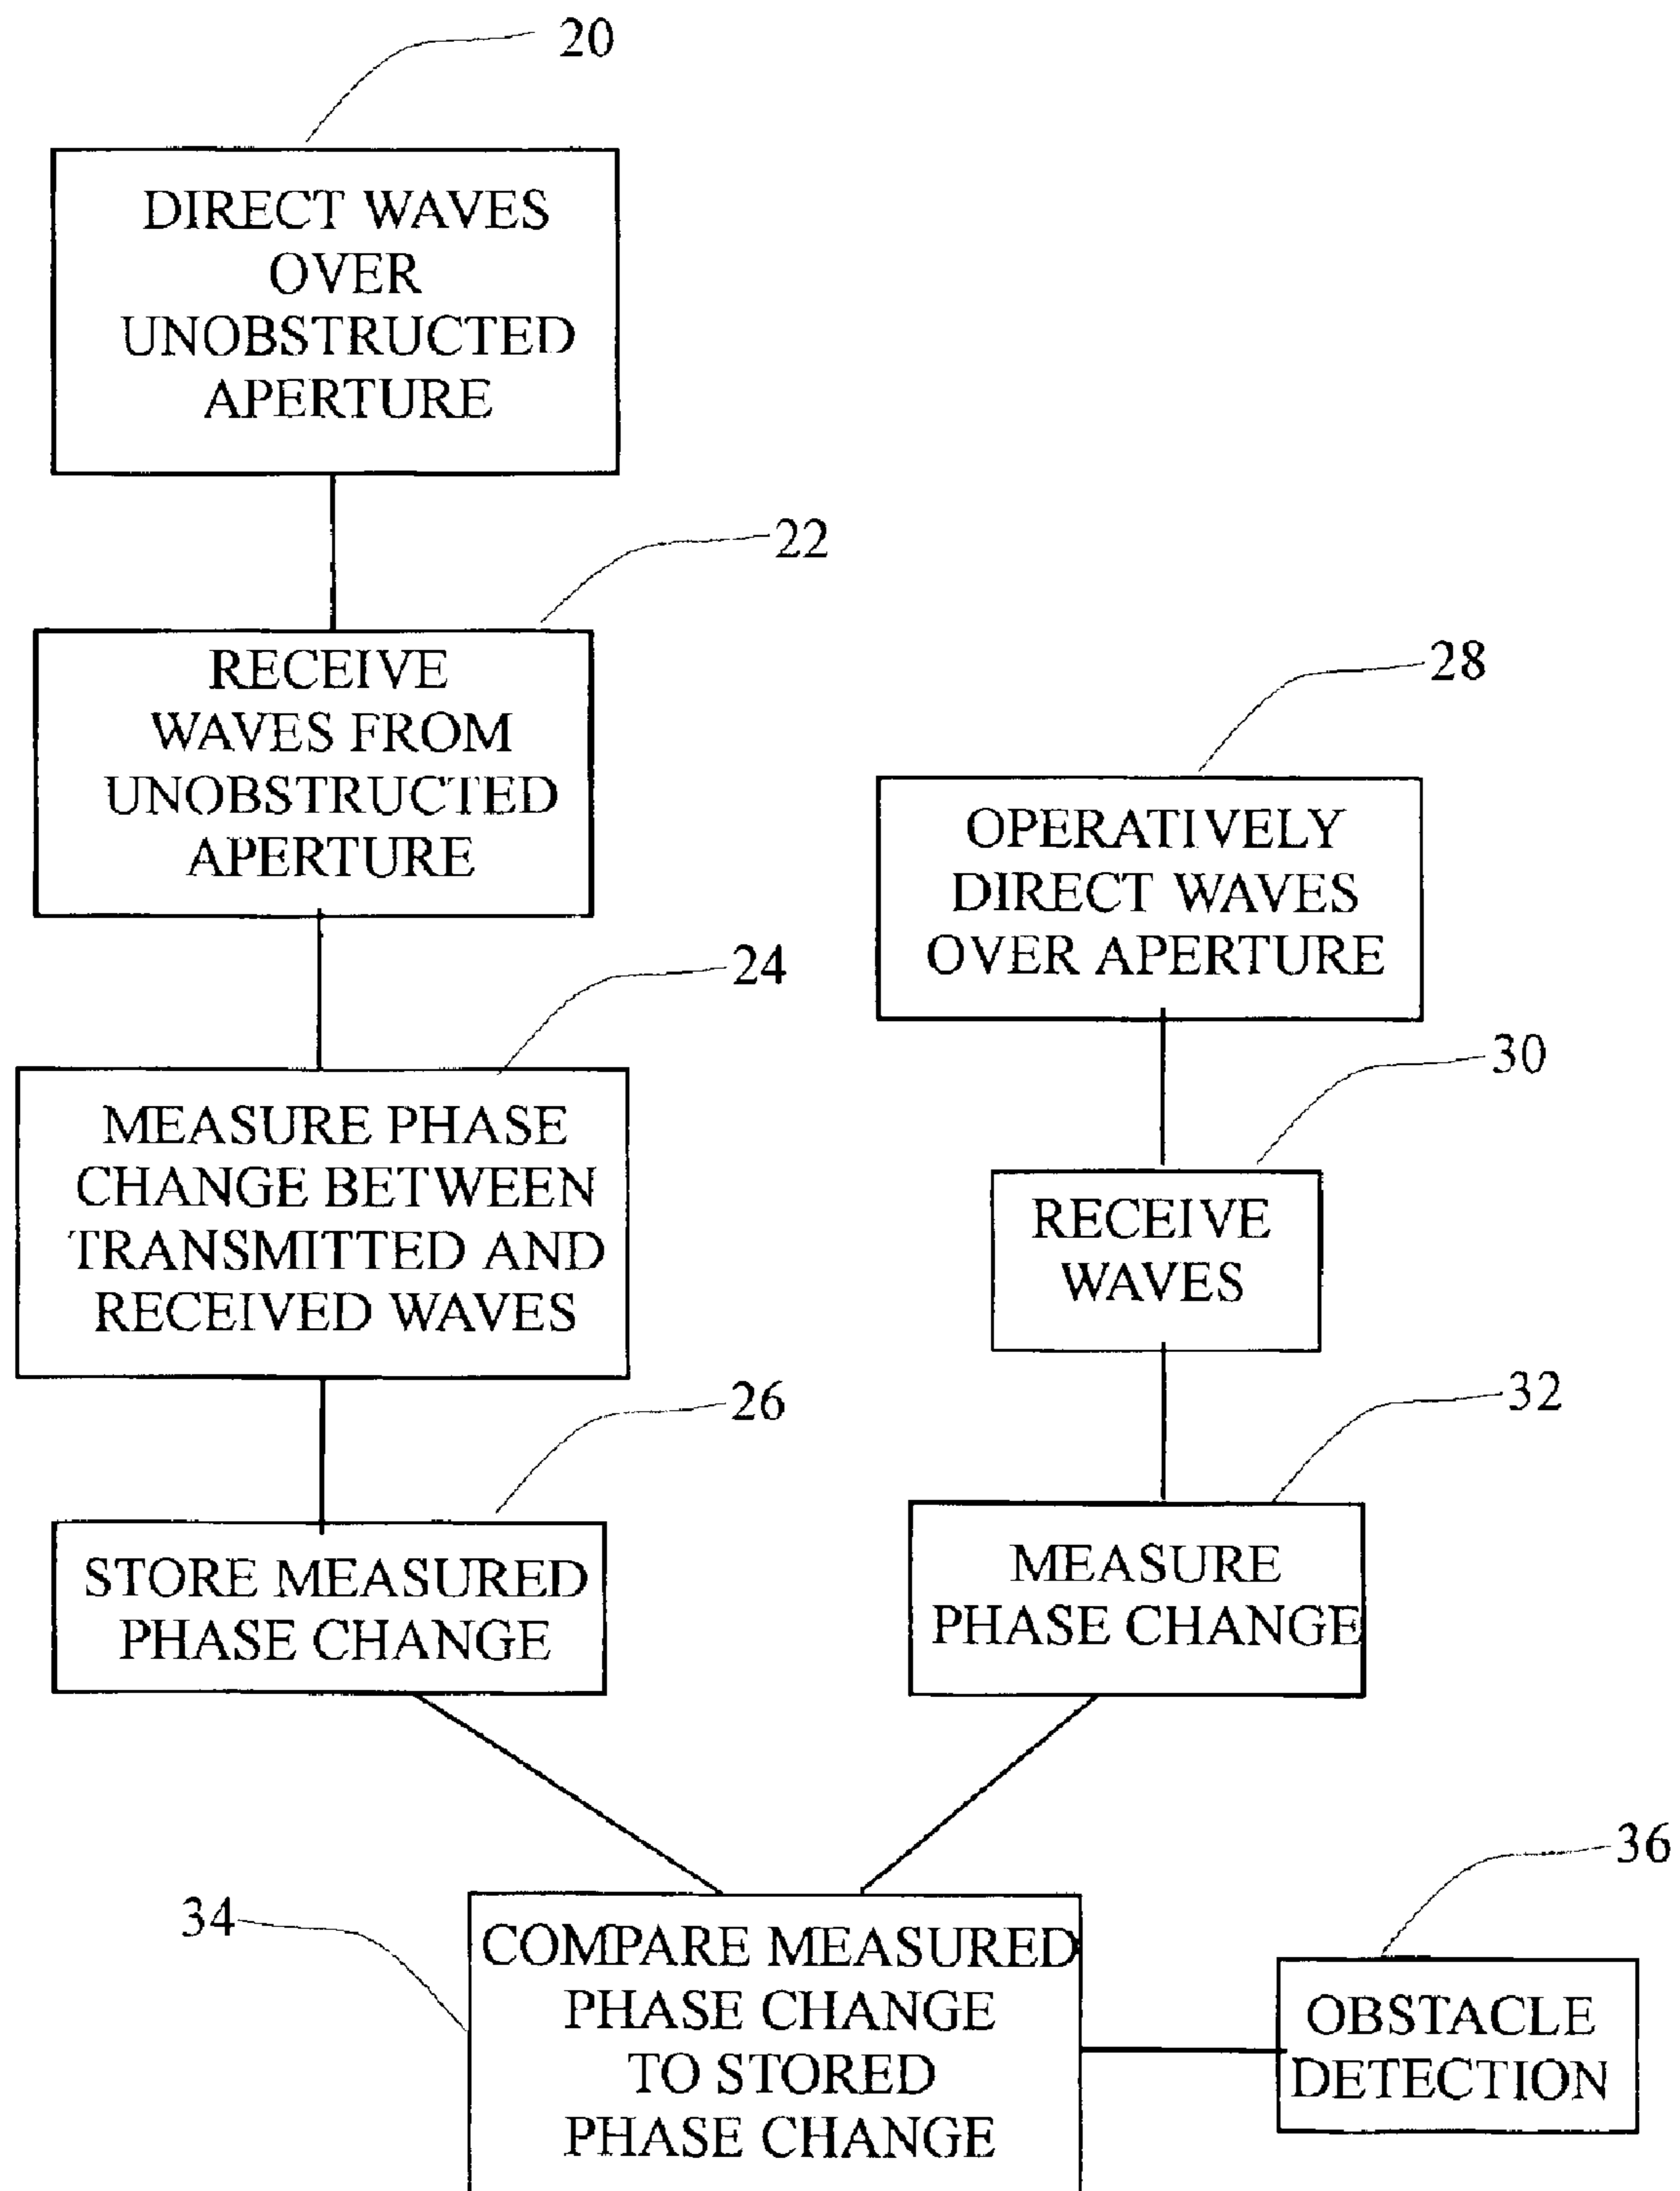 20
DIRECT WAVES
OVER
UNOBSTRUCTED
APERTURE
22
RECEIVE
WAVES FROM
UNOBSTRUCTED
APERTURE
24
MEASURE PHASE
CHANGE BETWEEN
TRANSMITTED AND
RECEIVED WAVES
26
STORE MEASURED
PHASE CHANGE
28
OPERATIVELY
DIRECT WAVES
OVER APERTURE
30
RECEIVE
WAVES
32
MEASURE
PHASE CHANGE
34
COMPARE MEASURED
PHASE CHANGE
TO STORED
PHASE CHANGE
36
OBSTACLE
DETECTION